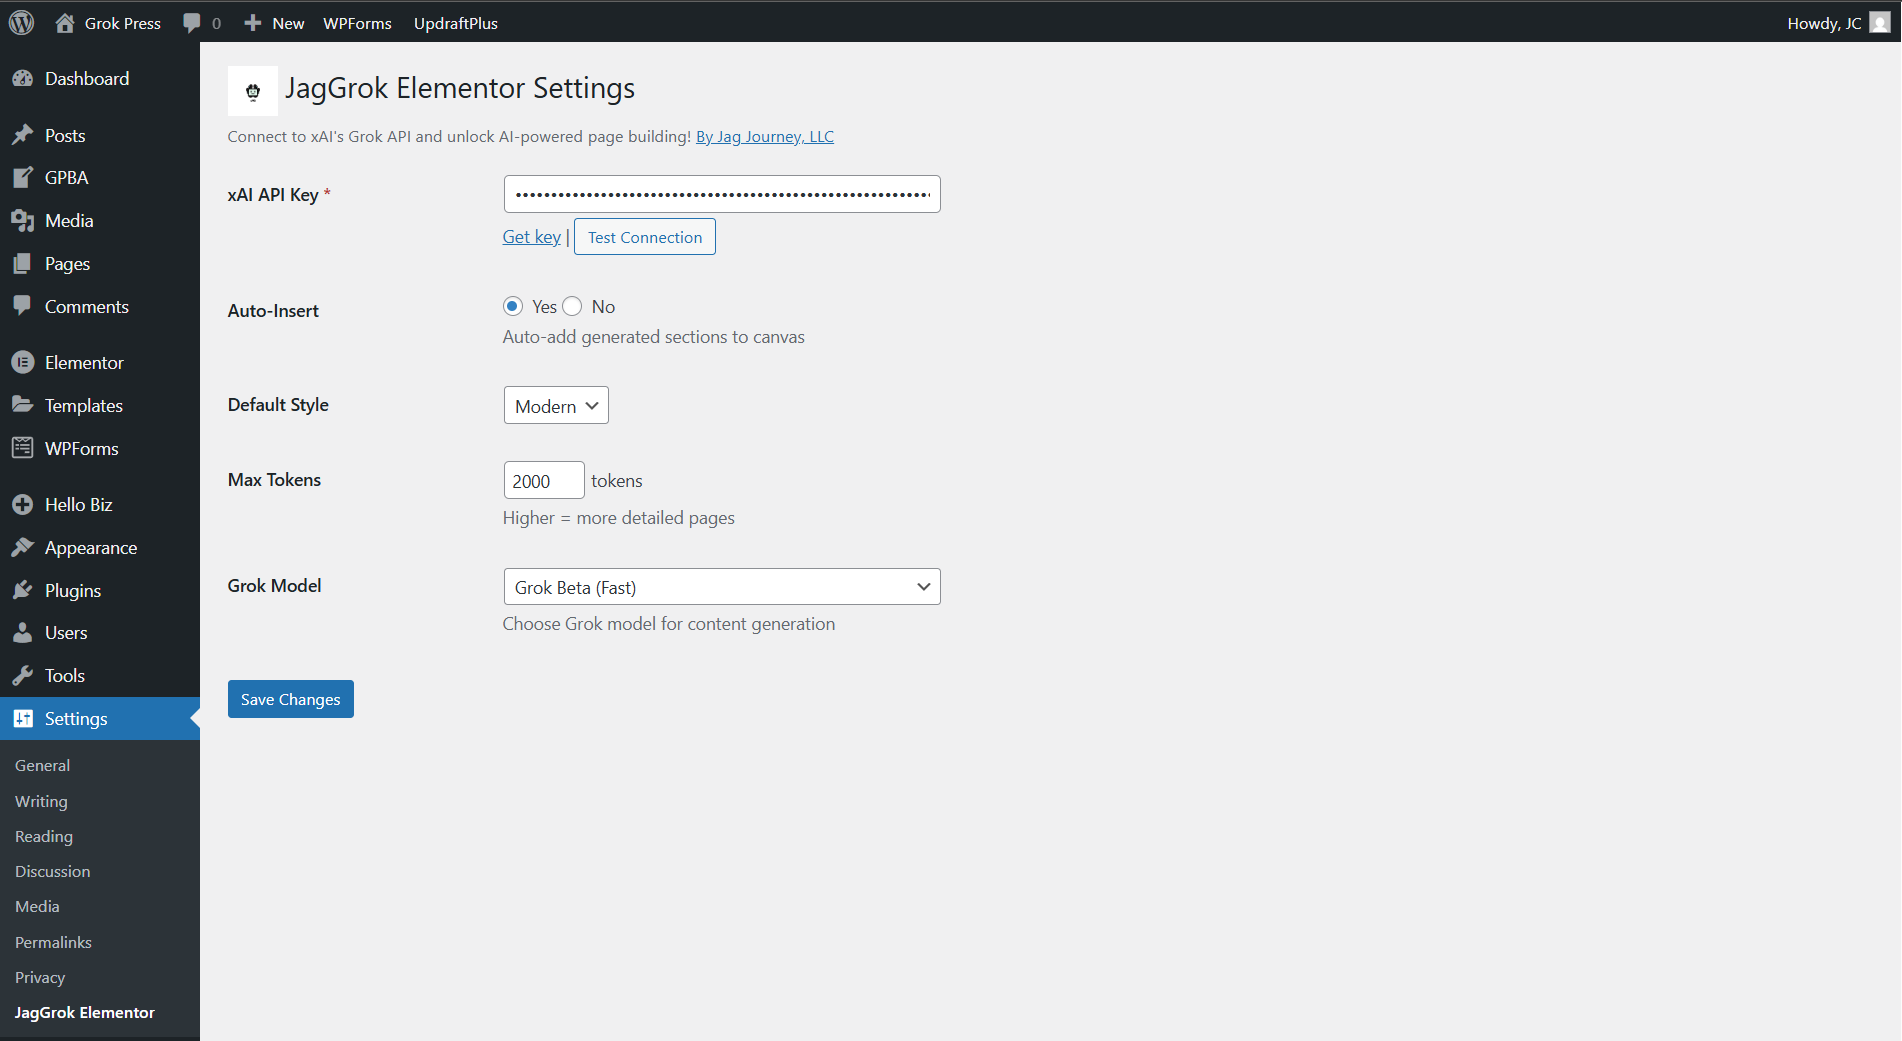 Grok Press 0 New WPForms UpdraftPlus Howdy, JC
Dashboard
Posts
GPBA
Media
Pages
Comments
Elementor
Templates
WPForms
Hello Biz
Appearance
Plugins
Users
Tools
Settings
General
Writing
Reading
Discussion
Media
Permalinks
Privacy
JagGrok Elementor
JagGrok Elementor Settings
Connect to xAI's Grok API and unlock AI-powered page building! By Jag Journey, LLC
xAI API Key *
Get key | Test Connection
Auto-Insert Yes No
Auto-add generated sections to canvas
Default Style Modern
Max Tokens 2000 tokens
Higher = more detailed pages
Grok Model Grok Beta (Fast)
Choose Grok model for content generation
Save Changes